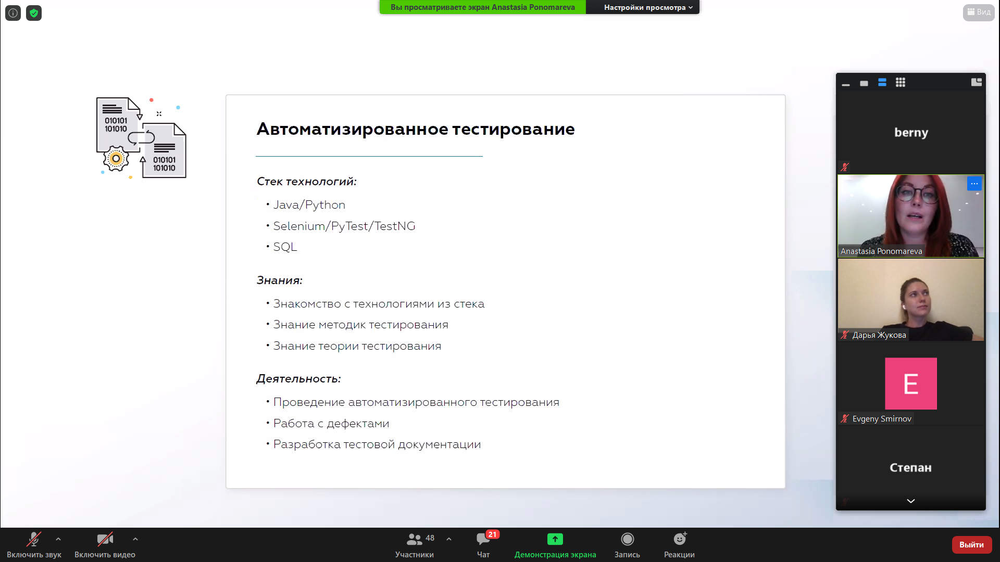 Вы просматриваете экран Anastasia Ponomareva
Настройки просмотра
Вид
010101
101010
010101
101010
Автоматизированное тестирование
Стек технологий:
• Java/Python
• Selenium/PyTest/TestNG
• SQL
Знания:
• Знакомство с технологиями из стека
• Знание методик тестирования
• Знание теории тестирования
Деятельность:
• Проведение автоматизированного тестирования
• Работа с дефектами
• Разработка тестовой документации
berny
Anastasia Ponomareva
Дарья Жукова
E
Evgeny Smirnov
Степан
Включить звук
Включить видео
48
Участники
21
Чат
Демонстрация экрана
Запись
Реакции
Выйти